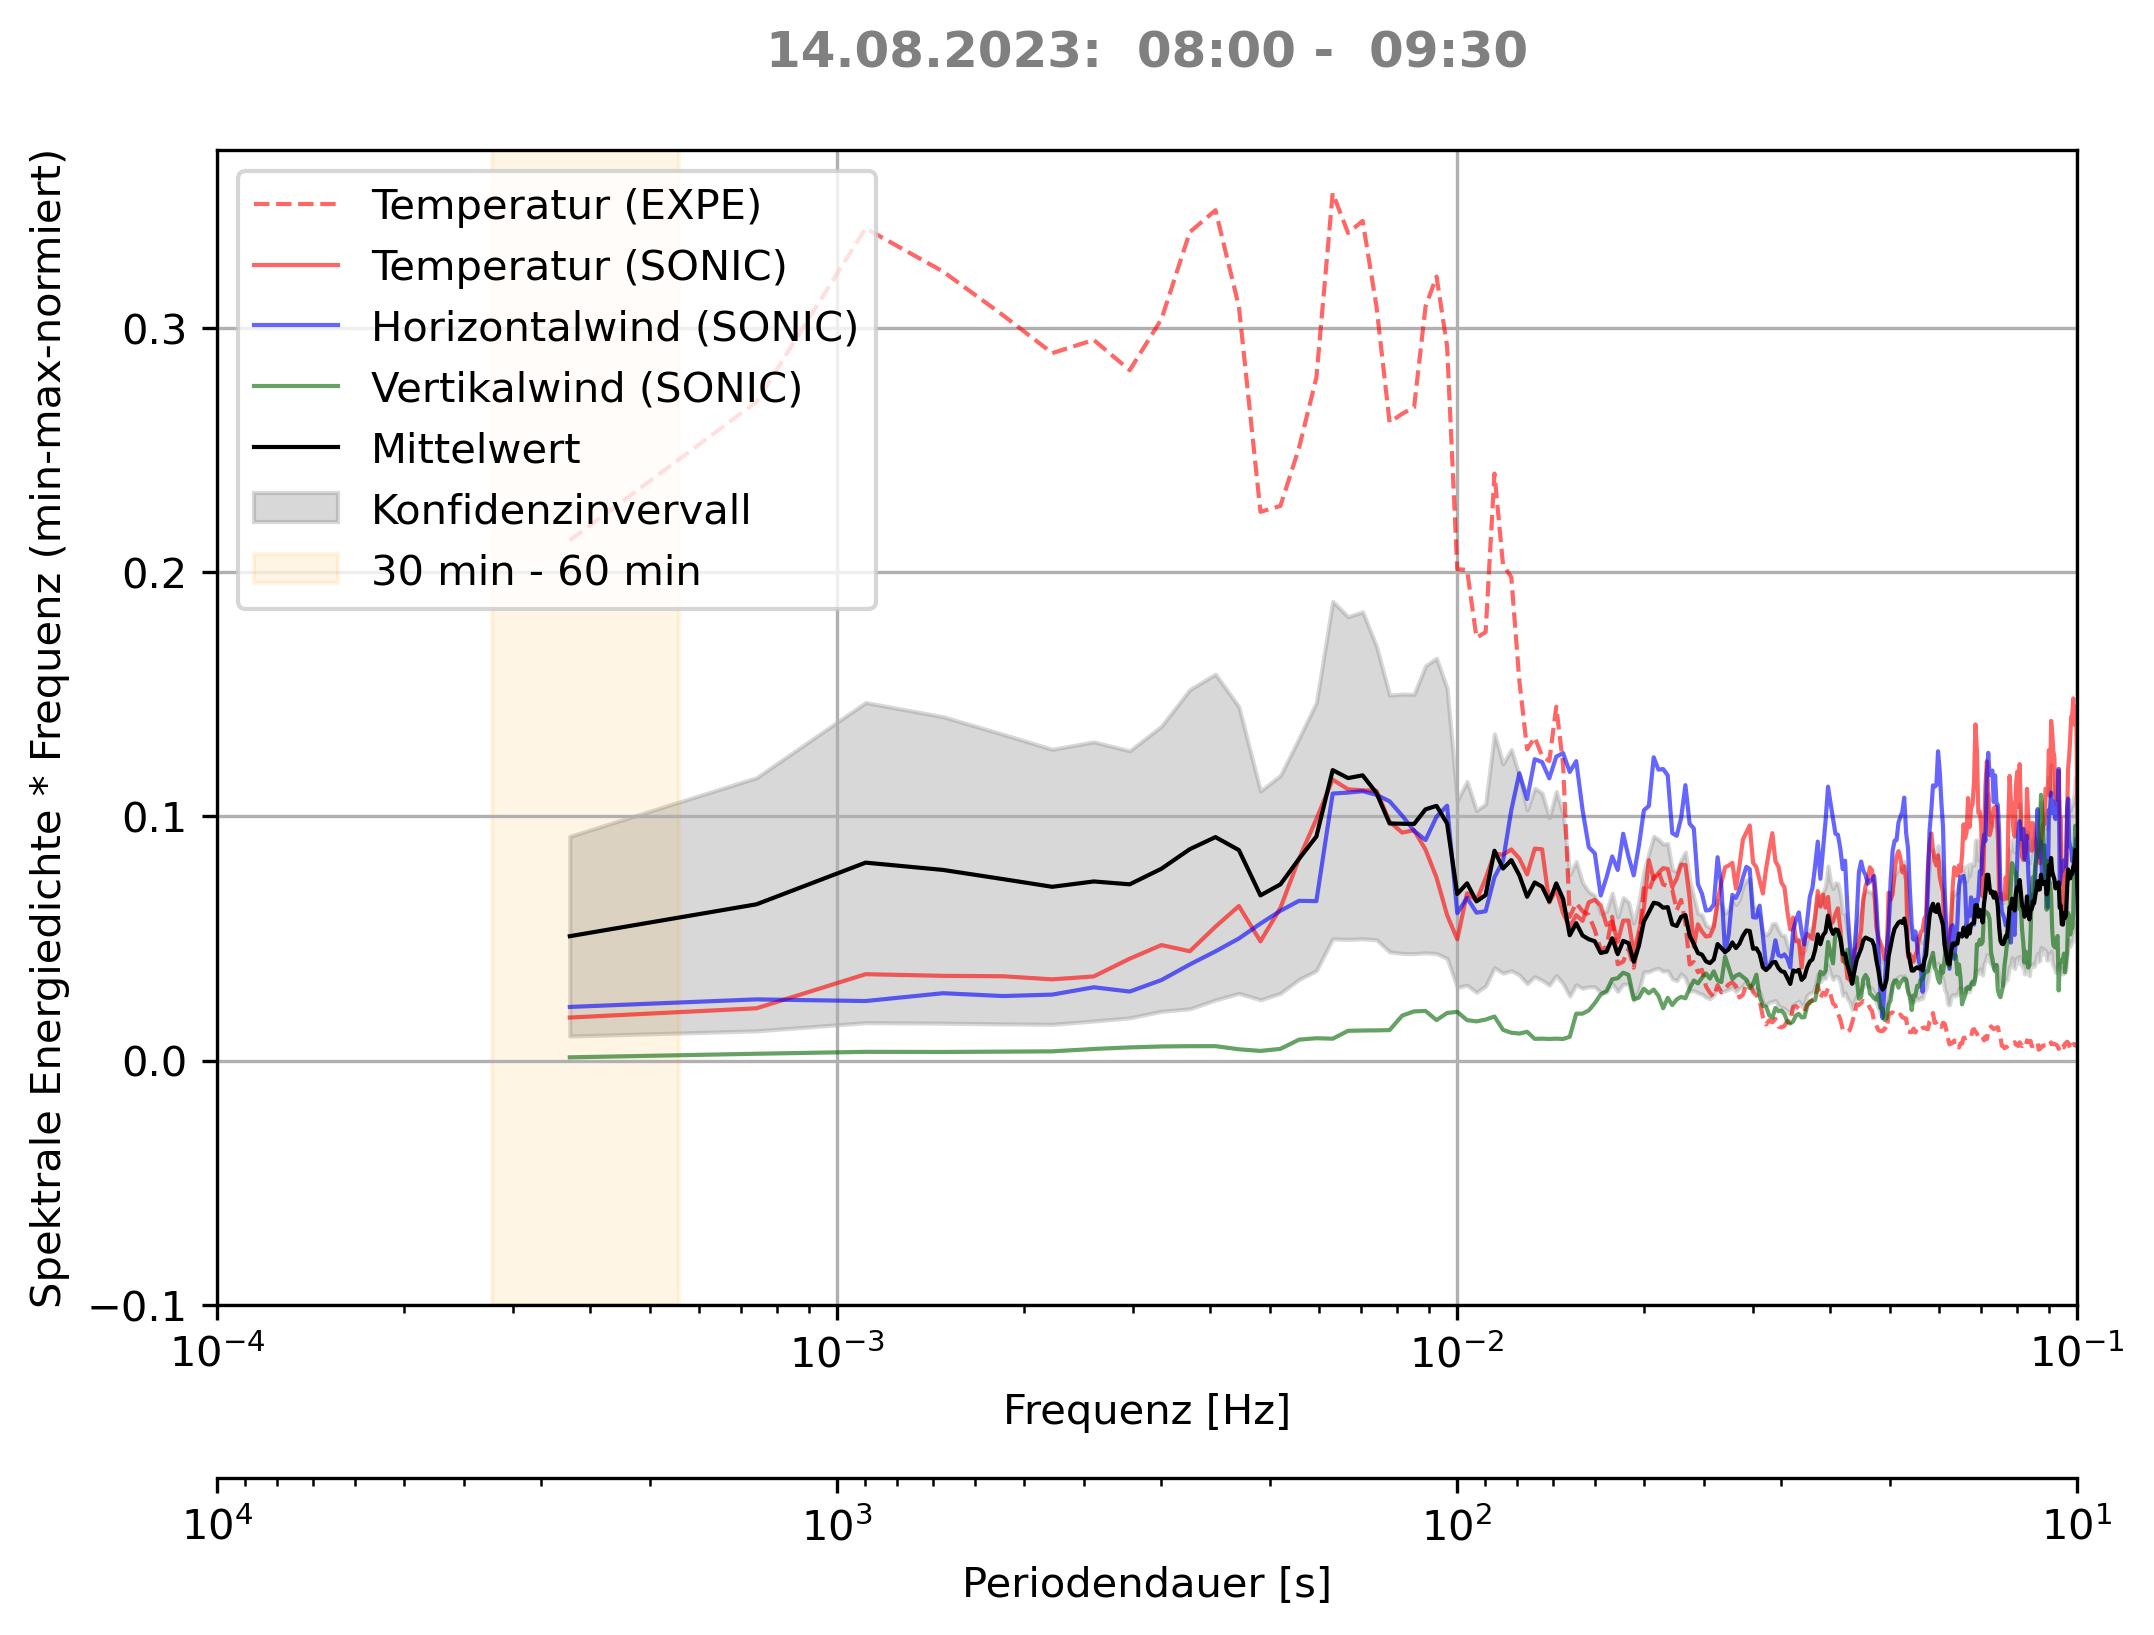 14.08.2023:  08:00 -  09:30
Spektrale Energiedichte * Frequenz (min-max-normiert)
Temperatur (EXPE)
Temperatur (SONIC)
Horizontalwind (SONIC)
Vertikalwind (SONIC)
Mittelwert
Konfidenzinvervall
30 min - 60 min
0.3
0.2
0.1
0.0
−0.1
10⁻⁴ 10⁻³ 10⁻² 10⁻¹
Frequenz [Hz]
10⁴ 10³ 10² 10¹
Periodendauer [s]